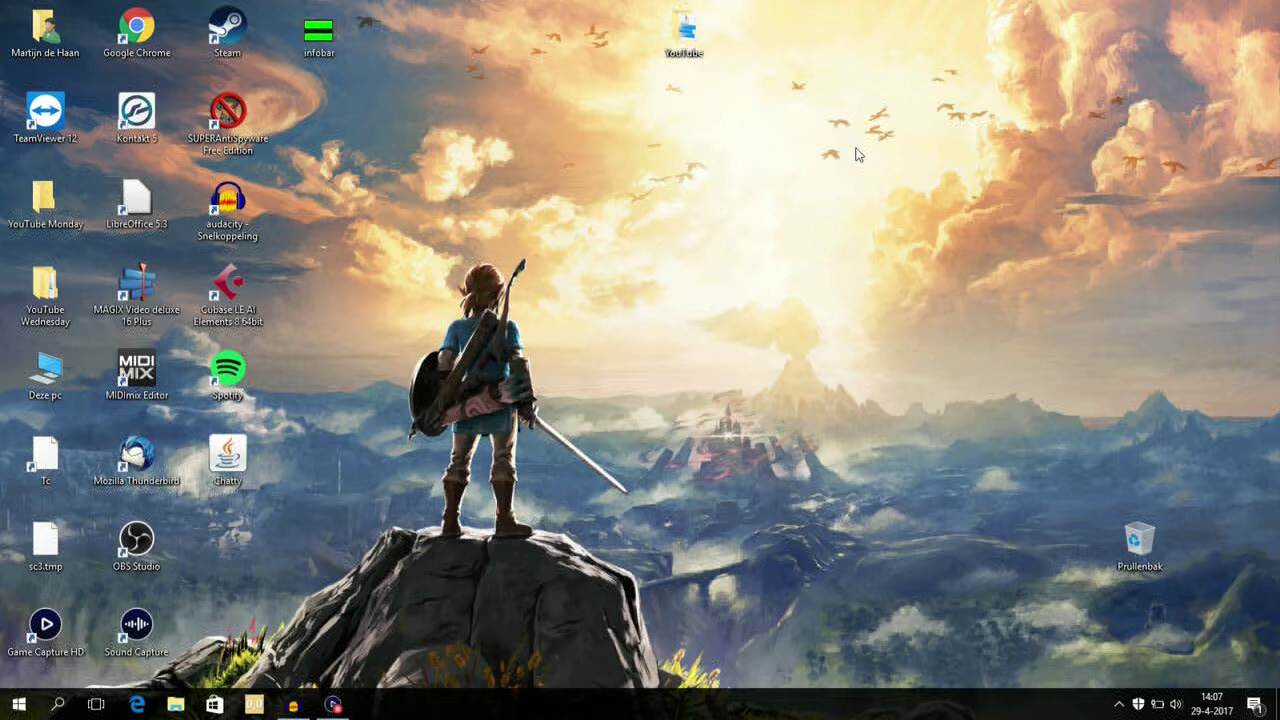 Martijn de Haan
Google Chrome
Steam
infobar
YouTube
TeamViewer 12
Kontakt 5
SUPERAntiSpyware
Free Edition
YouTube Monday
LibreOffice 5.3
audacity -
Snelkoppeling
YouTube
Wednesday
MAGIX Video deluxe
16 Plus
Cubase LE AI
Elements 8 64bit
Deze pc
MIDI
MIX
MIDImix Editor
Spotify
Tc
Mozilla Thunderbird
Chatty
sc3.tmp
OBS Studio
Prullenbak
Game Capture HD
Sound Capture
14:07
29-4-2017
1